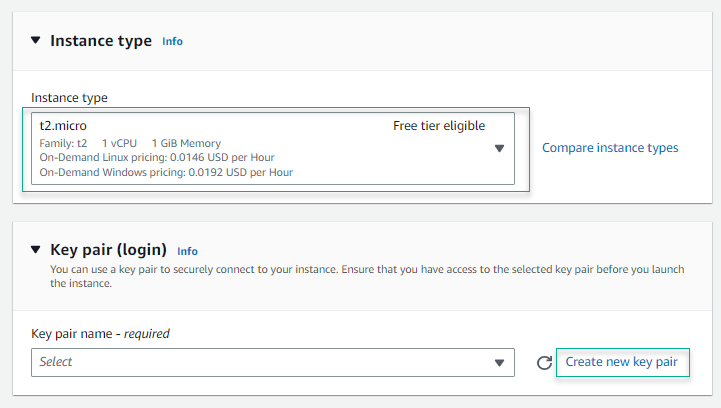 Instance type Info
Instance type
t2.micro Free tier eligible
Family: t2 1 vCPU 1 GiB Memory
On-Demand Linux pricing: 0.0146 USD per Hour
On-Demand Windows pricing: 0.0192 USD per Hour
Compare instance types
Key pair (login) Info
You can use a key pair to securely connect to your instance. Ensure that you have access to the selected key pair before you launch
the instance.
Key pair name - required
Select
Create new key pair